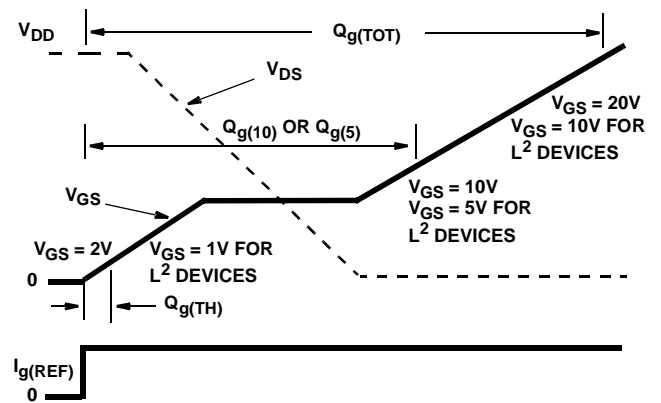 V_DD
Q_g(TOT)
V_DS
V_GS = 20V
V_GS = 10V FOR
L² DEVICES
Q_g(10) OR Q_g(5)
V_GS
V_GS = 10V
V_GS = 5V FOR
L² DEVICES
V_GS = 2V
V_GS = 1V FOR
L² DEVICES
0
Q_g(TH)
I_g(REF)
0